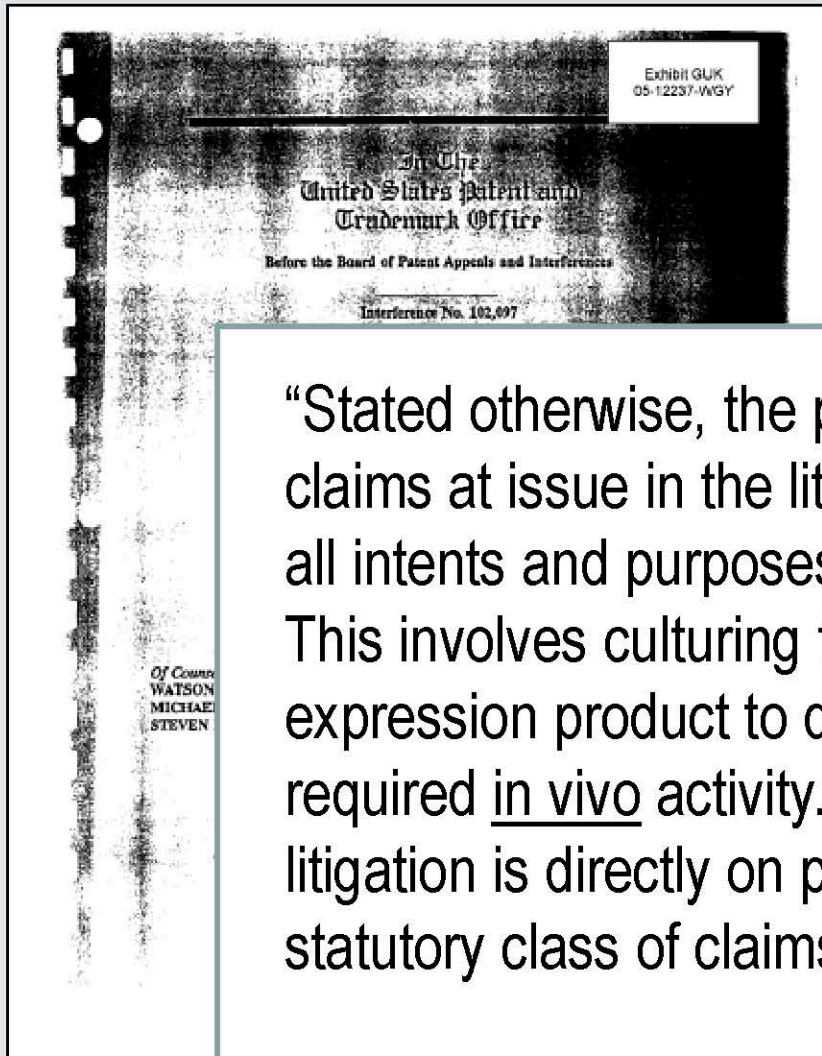 Exhibit GUK
05-12237-WGY
In The
United States Patent and
Trademark Office
Before the Board of Patent Appeals and Interferences
Interference No. 102,097
Of Couns
WATSON
MICHAE
STEVEN
“Stated otherwise, the
claims at issue in the lit
all intents and purposes
This involves culturing
expression product to
required in vivo activity.
litigation is directly on
statutory class of claims